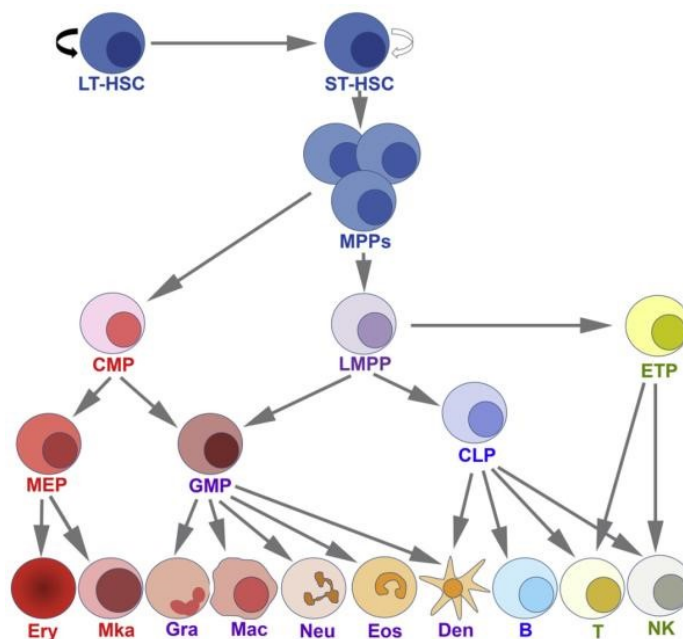 LT-HSC
ST-HSC
MPPs
CMP
LMPP
ETP
MEP
GMP
CLP
Ery
Mka
Gra
Mac
Neu
Eos
Den
B
T
NK